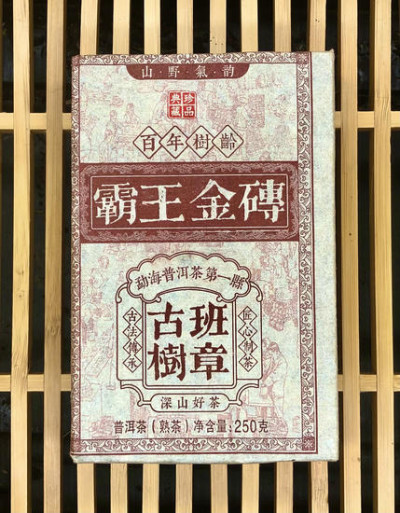 山·野·氣·韵
珍品
典藏
百年樹齡
霸王金磚
勐海普洱茶第一縣
古法傳承
班章
古樹
匠心制茶
深山好茶
普洱茶(熟茶)净含量:250克